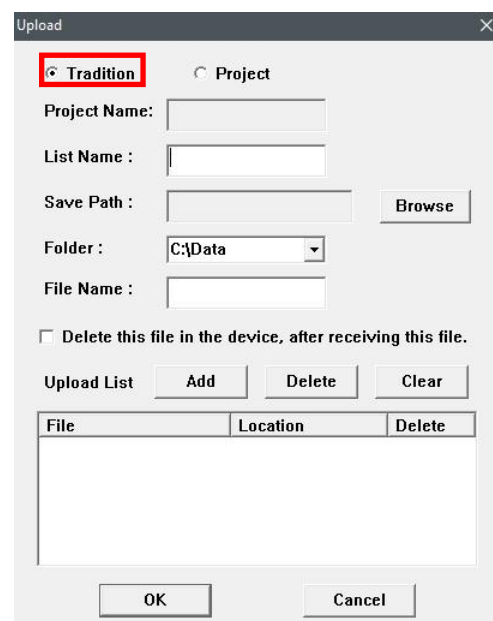 Upload
Tradition Project
Project Name:
List Name :
Save Path : Browse
Folder : C:\Data
File Name :
Delete this file in the device, after receiving this file.
Upload List Add Delete Clear
File Location Delete
OK Cancel